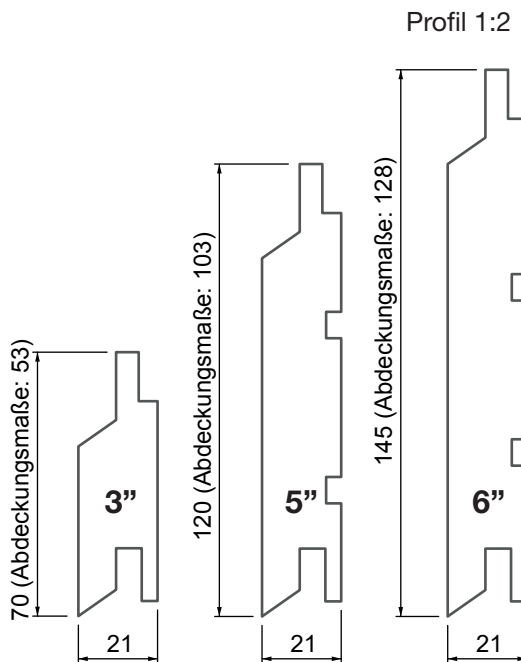 Profil 1:2
70 (Abdeckungsmaße: 53)
3”
21
120 (Abdeckungsmaße: 103)
5”
21
145 (Abdeckungsmaße: 128)
6”
21